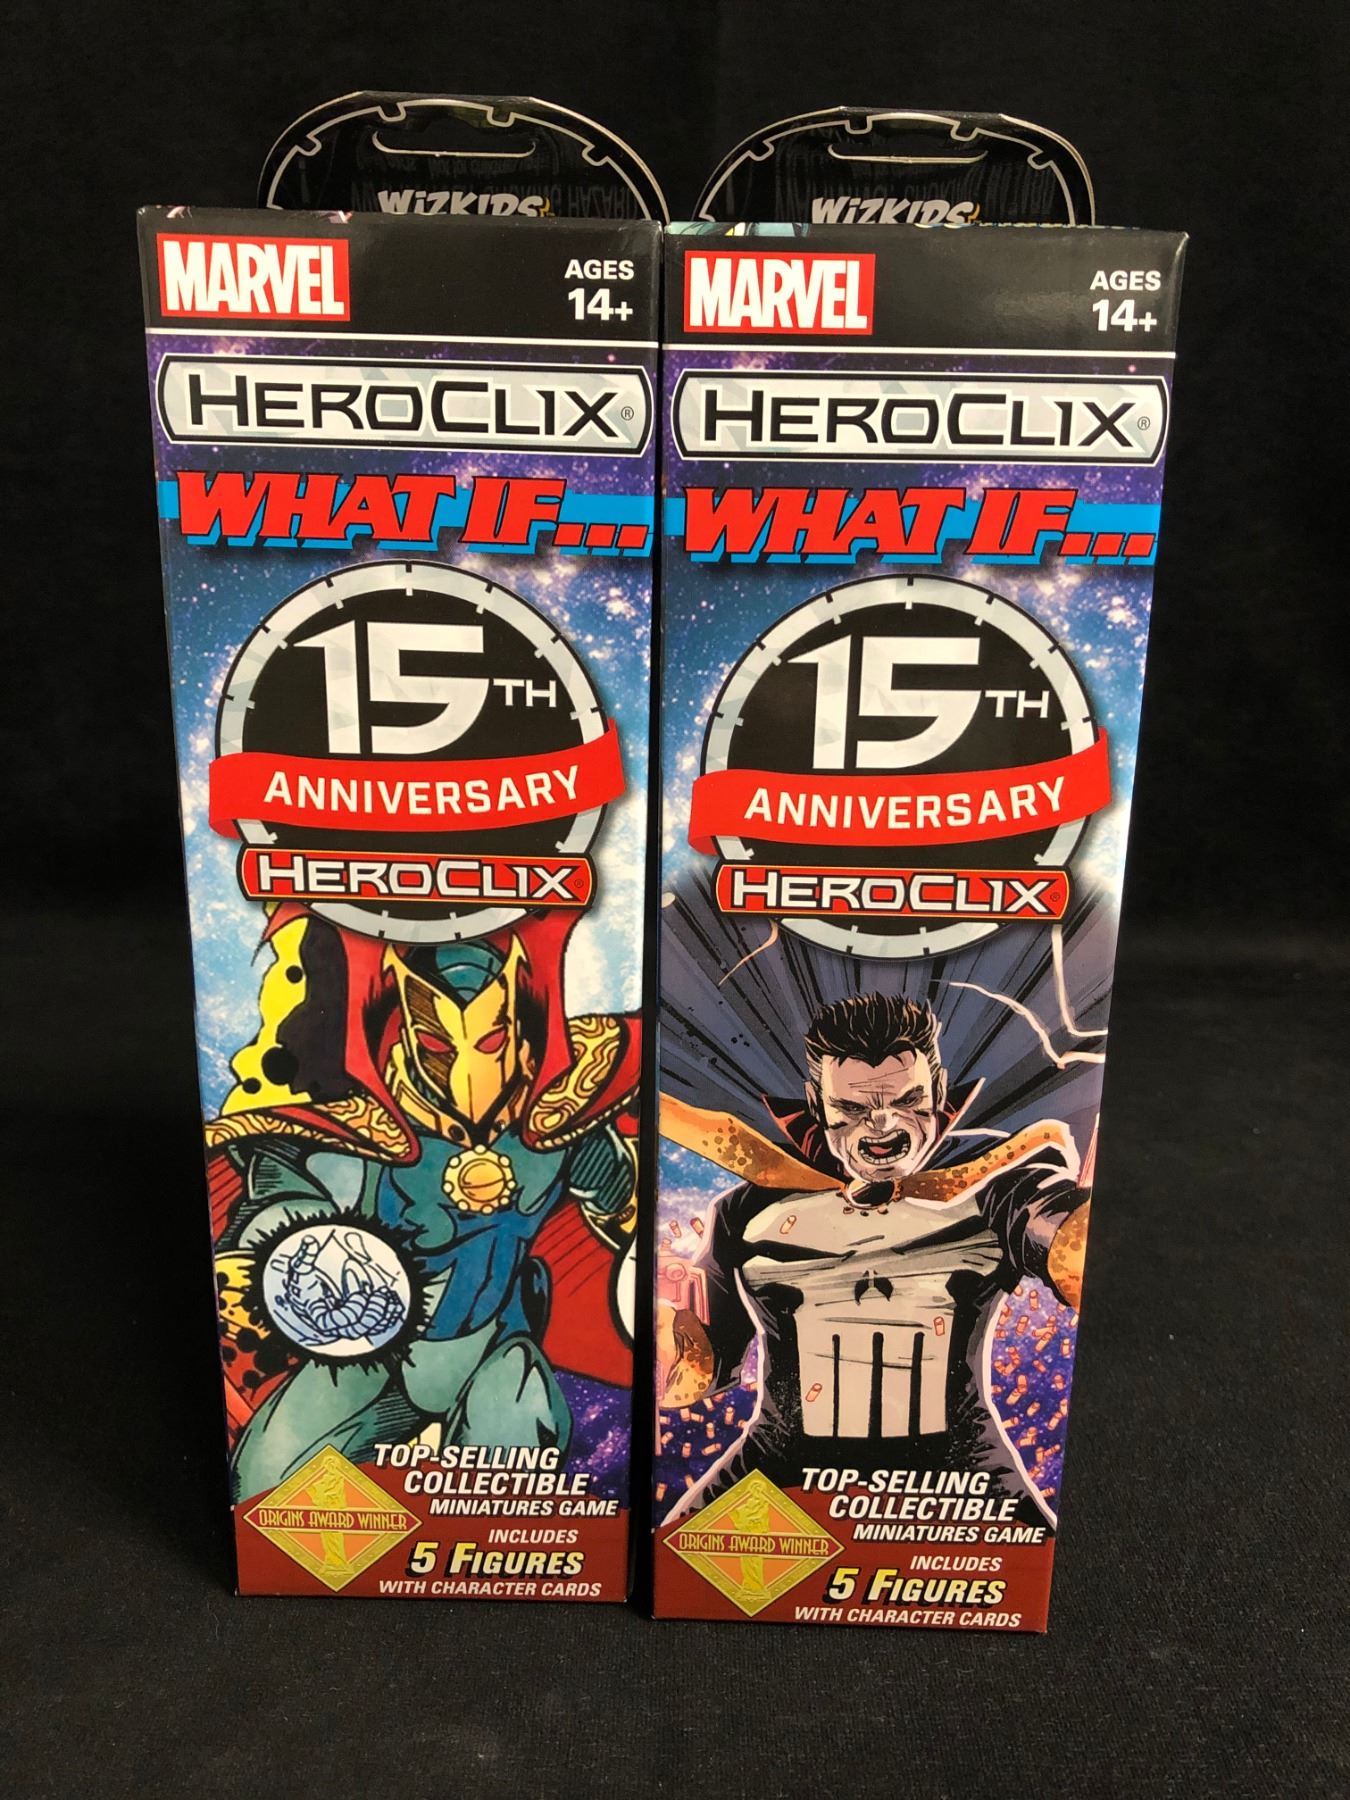 WIZKIDS
MARVEL
AGES
14+
HEROCLIX®
WHAT IF...
15TH
ANNIVERSARY
HEROCLIX®
TOP-SELLING
COLLECTIBLE
MINIATURES GAME
ORIGINS AWARD WINNER
INCLUDES
5 FIGURES
WITH CHARACTER CARDS
WIZKIDS
MARVEL
AGES
14+
HEROCLIX®
WHAT IF...
15TH
ANNIVERSARY
HEROCLIX®
TOP-SELLING
COLLECTIBLE
MINIATURES GAME
ORIGINS AWARD WINNER
INCLUDES
5 FIGURES
WITH CHARACTER CARDS